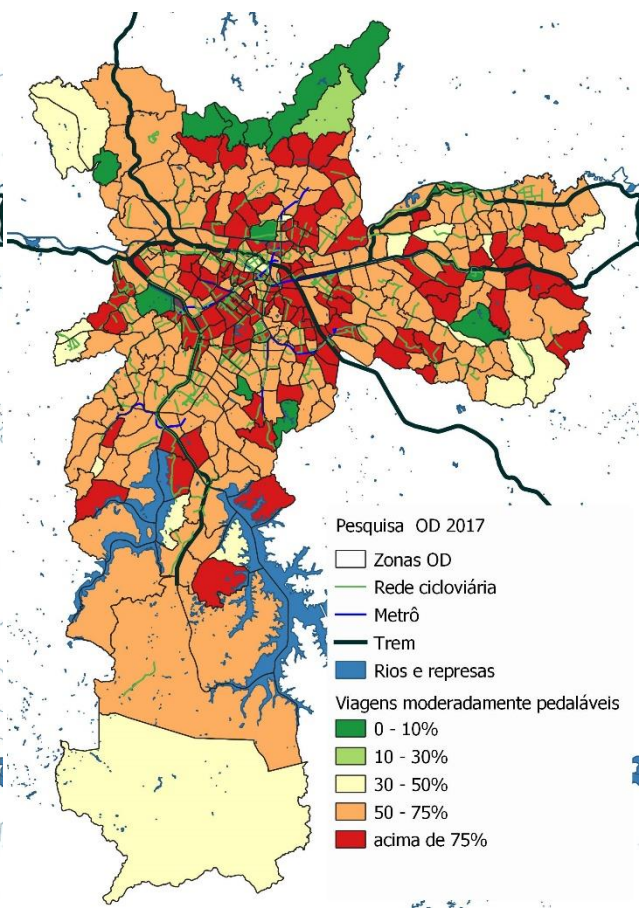 Pesquisa OD 2017
Zonas OD
Rede cicloviária
Metrô
Trem
Rios e represas
Viagens moderadamente pedaláveis
0 - 10%
10 - 30%
30 - 50%
50 - 75%
acima de 75%